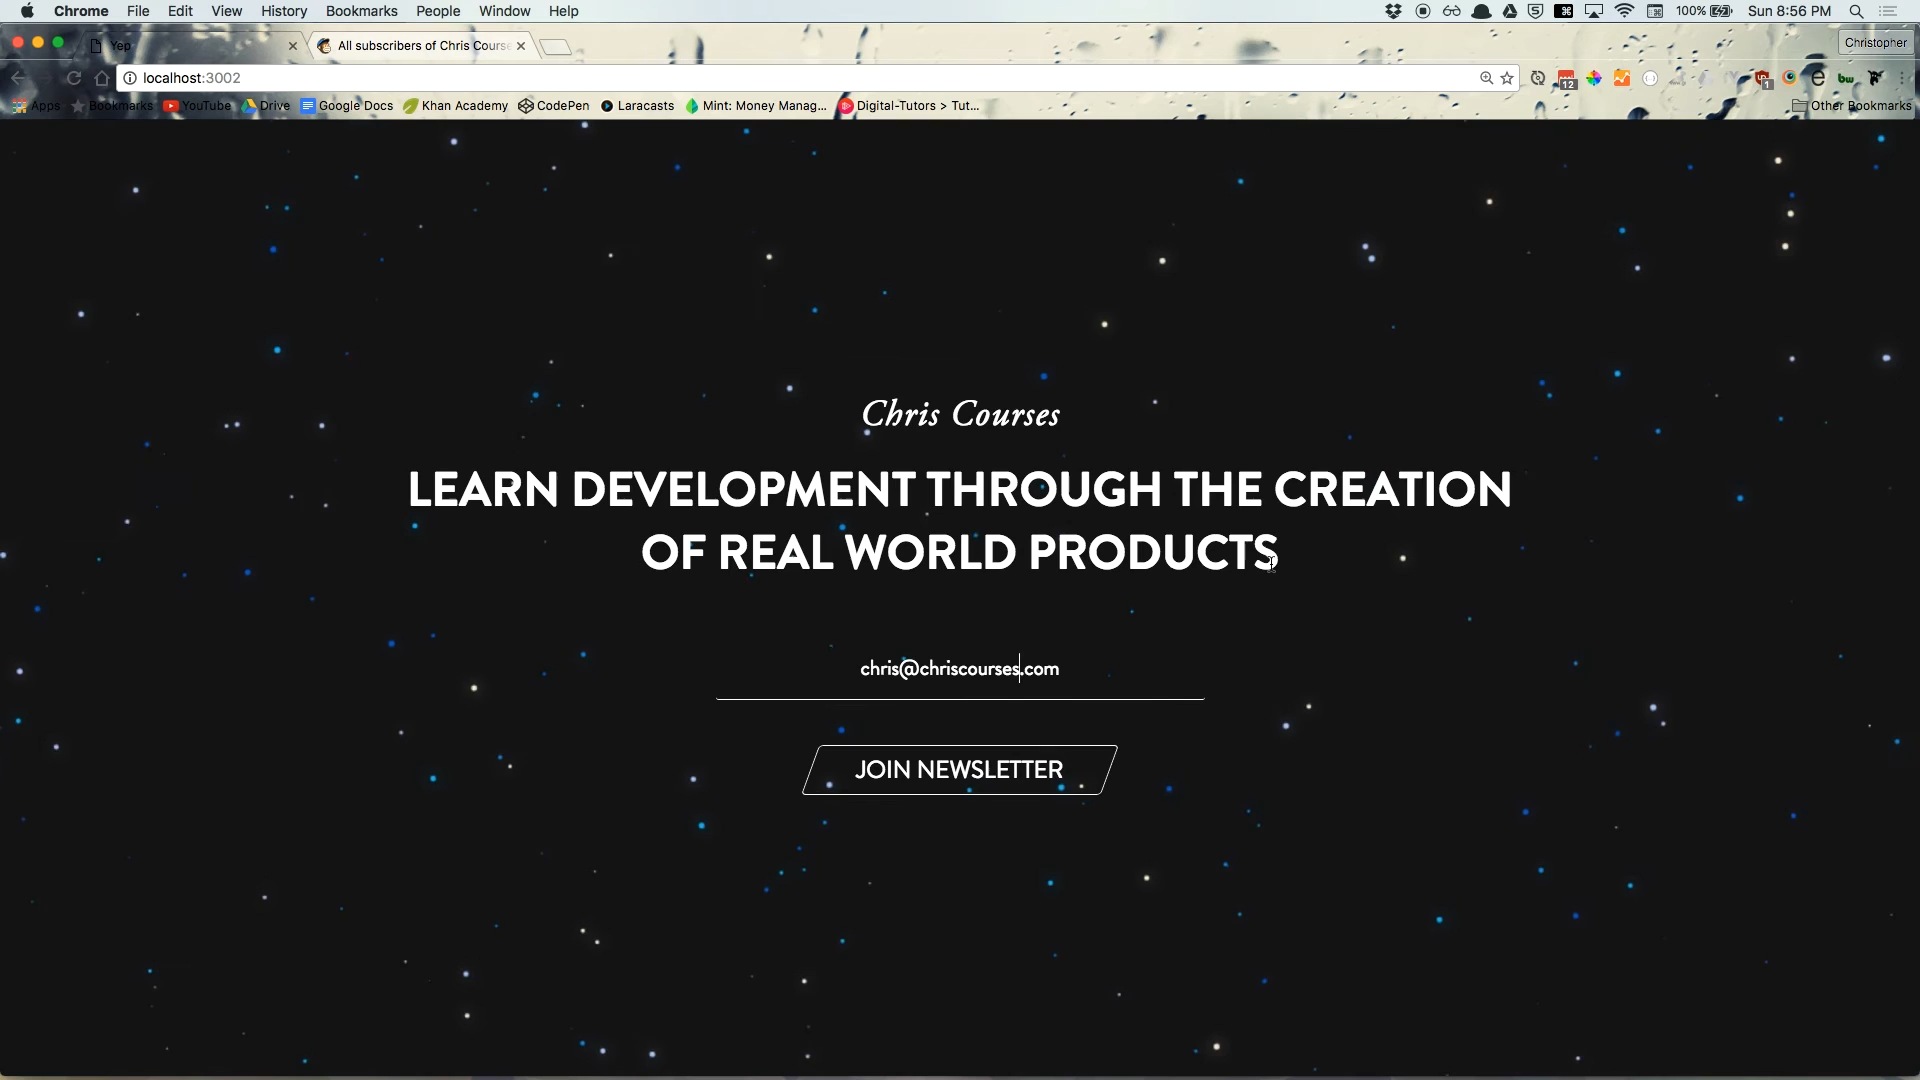 Chrome File Edit View History Bookmarks People Window Help 100% Sun 8:56 PM
Yep All subscribers of Chris Course Christopher
localhost:3002 12 1
Apps Bookmarks YouTube Drive Google Docs Khan Academy CodePen Laracasts Mint: Money Manag... Digital-Tutors > Tut... Other Bookmarks
Chris Courses
LEARN DEVELOPMENT THROUGH THE CREATION
OF REAL WORLD PRODUCTS
chris@chriscourses.com
JOIN NEWSLETTER